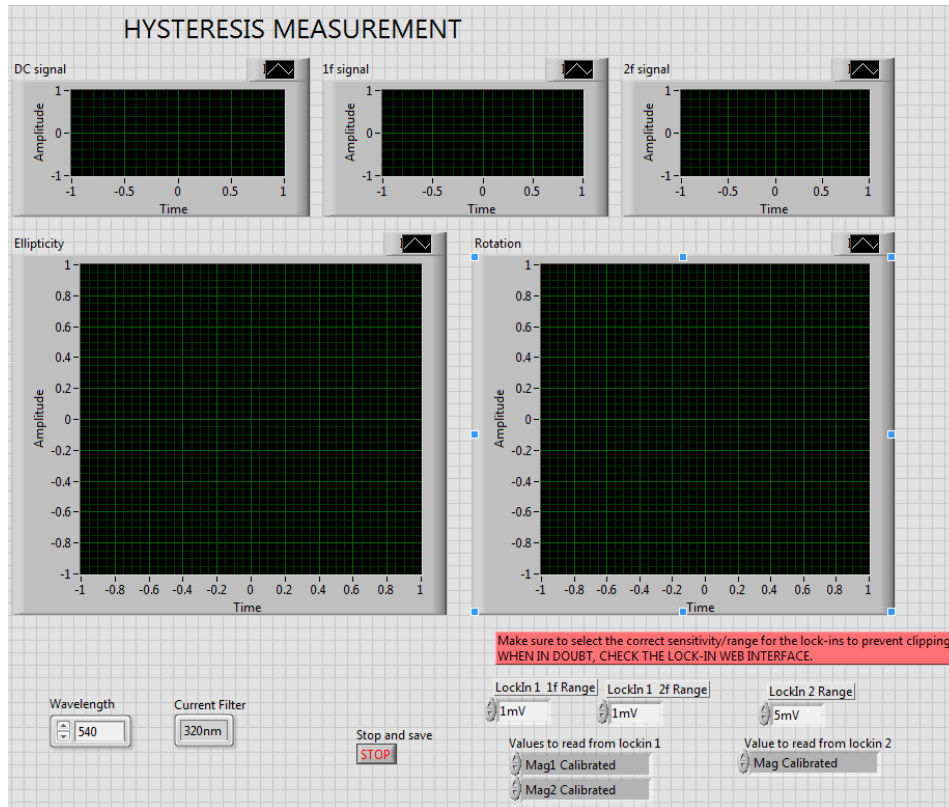 HYSTERESIS MEASUREMENT
DC signal
1f signal
2f signal
1
0
-1
Amplitude
-1 -0.5 0 0.5 1
Time
1
0
-1
Amplitude
-1 -0.5 0 0.5 1
Time
1
0
-1
Amplitude
-1 -0.5 0 0.5 1
Time
Ellipticity
1
0.8
0.6
0.4
0.2
0
-0.2
-0.4
-0.6
-0.8
-1
Amplitude
-1 -0.8 -0.6 -0.4 -0.2 0 0.2 0.4 0.6 0.8 1
Time
Rotation
1
0.8
0.6
0.4
0.2
0
-0.2
-0.4
-0.6
-0.8
-1
Amplitude
-1 -0.8 -0.6 -0.4 -0.2 0 0.2 0.4 0.6 0.8 1
Time
Make sure to select the correct sensitivity/range for the lock-ins to prevent clipping
WHEN IN DOUBT, CHECK THE LOCK-IN WEB INTERFACE.
Wavelength
540
Current Filter
320nm
Stop and save
STOP
LockIn 1 1f Range
1mV
LockIn 1 2f Range
1mV
LockIn 2 Range
5mV
Values to read from lockin 1
Mag1 Calibrated
Mag2 Calibrated
Value to read from lockin 2
Mag Calibrated